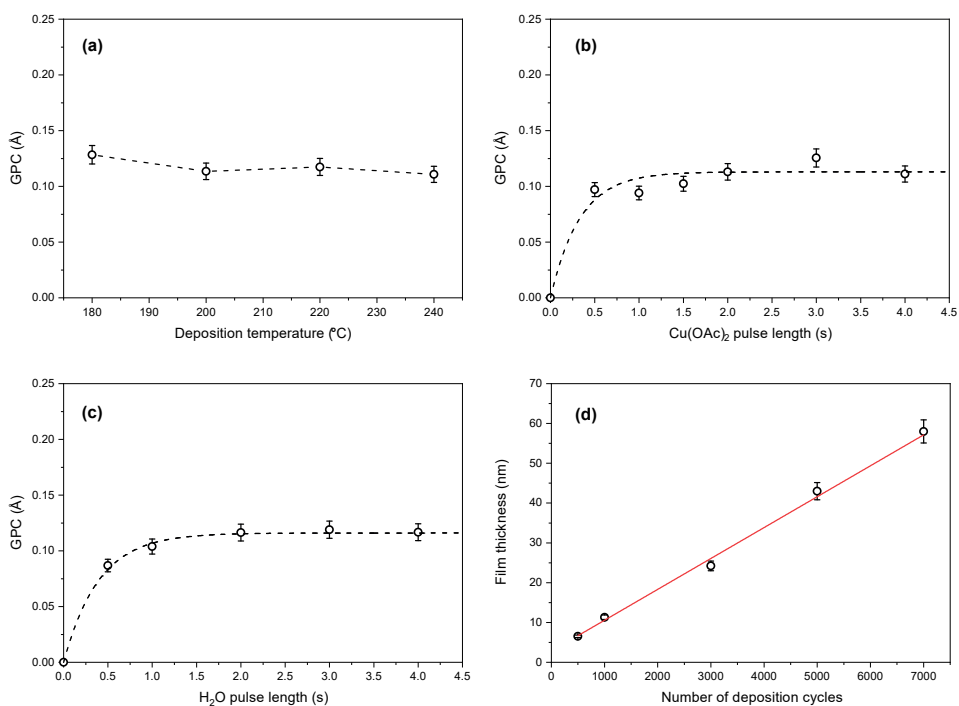 (a)
GPC (Å)
0.25
0.20
0.15
0.10
0.05
0.00
180 190 200 210 220 230 240
Deposition temperature (ºC)
(b)
GPC (Å)
0.25
0.20
0.15
0.10
0.05
0.00
0.0 0.5 1.0 1.5 2.0 2.5 3.0 3.5 4.0 4.5
Cu(OAc)₂ pulse length (s)
(c)
GPC (Å)
0.25
0.20
0.15
0.10
0.05
0.00
0.0 0.5 1.0 1.5 2.0 2.5 3.0 3.5 4.0 4.5
H₂O pulse length (s)
(d)
Film thickness (nm)
70
60
50
40
30
20
10
0
0 1000 2000 3000 4000 5000 6000 7000
Number of deposition cycles